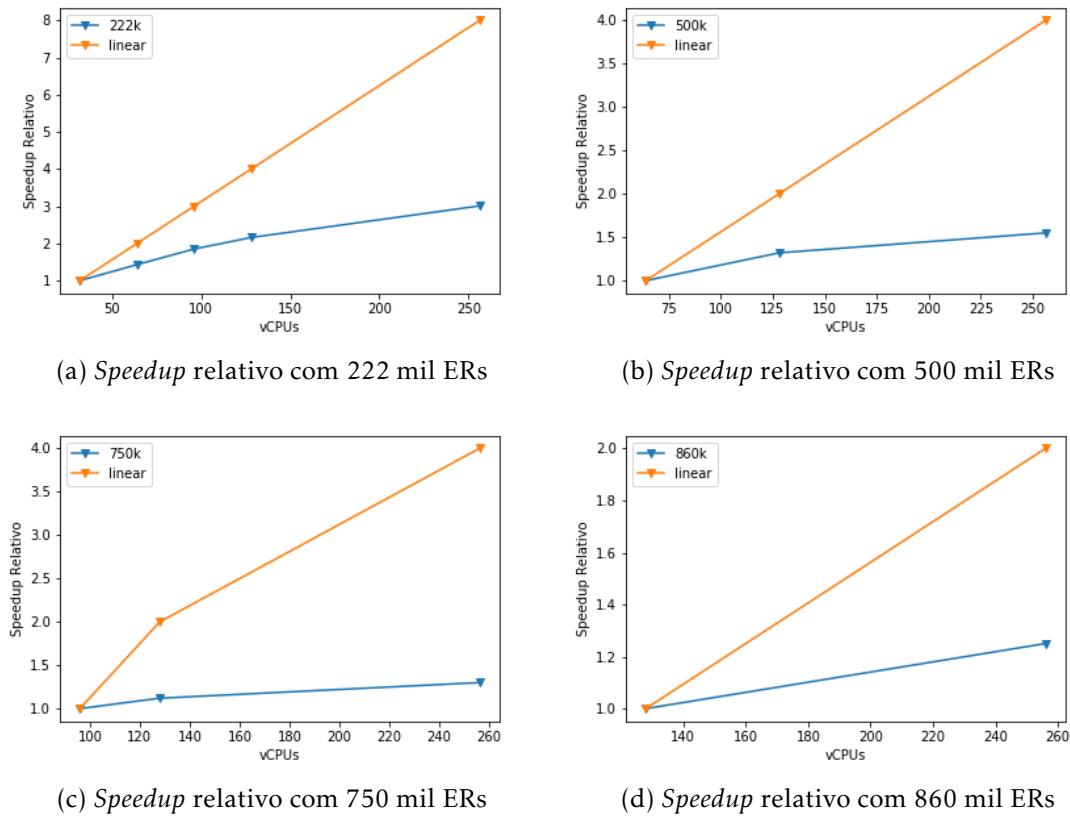 8
7
6
5
4
3
2
1
Speedup Relativo
222k
linear
50
100
150
200
250
vCPUs
(a) Speedup relativo com 222 mil ERs
4.0
3.5
3.0
2.5
2.0
1.5
1.0
Speedup Relativo
500k
linear
75
100
125
150
175
200
225
250
vCPUs
(b) Speedup relativo com 500 mil ERs
4.0
3.5
3.0
2.5
2.0
1.5
1.0
Speedup Relativo
750k
linear
100
120
140
160
180
200
220
240
260
vCPUs
(c) Speedup relativo com 750 mil ERs
2.0
1.8
1.6
1.4
1.2
1.0
Speedup Relativo
860k
linear
140
160
180
200
220
240
260
vCPUs
(d) Speedup relativo com 860 mil ERs